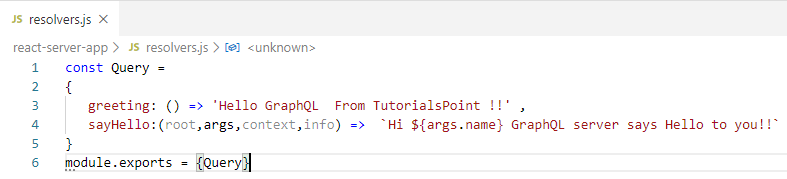 JS resolvers.js ×
react-server-app > JS resolvers.js > <unknown>
1 const Query =
2 {
3 greeting: () => 'Hello GraphQL  From TutorialsPoint !!' ,
4 sayHello:(root,args,context,info) =>  `Hi ${args.name} GraphQL server says Hello to you!!`
5 }
6 module.exports = {Query}